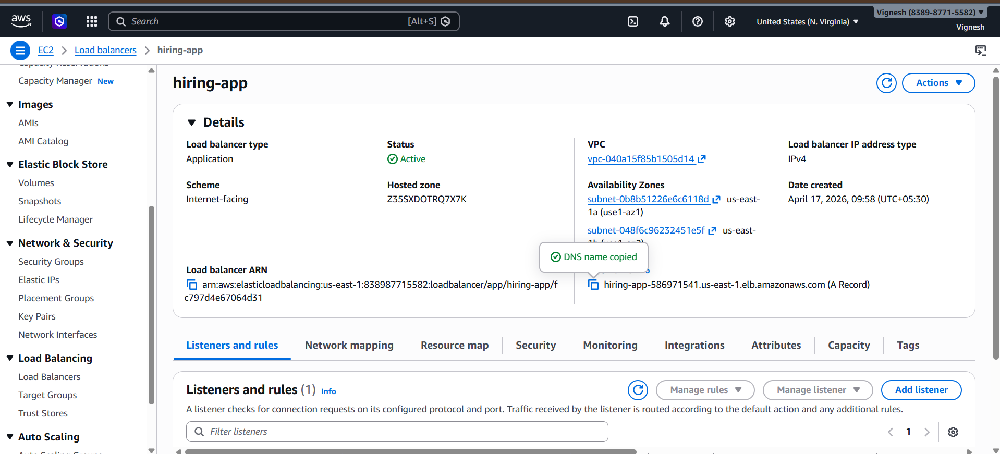 aws
Search
[Alt+S]
United States (N. Virginia)
Vignesh (8389-8771-5582)
Vignesh
EC2
Load balancers
hiring-app
Capacity Reservations
Capacity Manager New
Images
AMIs
AMI Catalog
Elastic Block Store
Volumes
Snapshots
Lifecycle Manager
Network & Security
Security Groups
Elastic IPs
Placement Groups
Key Pairs
Network Interfaces
Load Balancing
Load Balancers
Target Groups
Trust Stores
Auto Scaling
Auto Scaling Groups
hiring-app
Actions
Details
Load balancer type
Application
Status
Active
VPC
vpc-040a15f85b1505d14
Load balancer IP address type
IPv4
Scheme
Internet-facing
Hosted zone
Z35SXDOTRQ7X7K
Availability Zones
subnet-0b8b51226e6c6118d us-east-
1a (use1-az1)
subnet-048f6c96232451e5f us-east-
Date created
April 17, 2026, 09:58 (UTC+05:30)
DNS name copied
Load balancer ARN
arn:aws:elasticloadbalancing:us-east-1:838987715582:loadbalancer/app/hiring-app/f
c797d4e67064d31
hiring-app-586971541.us-east-1.elb.amazonaws.com (A Record)
Listeners and rules
Network mapping
Resource map
Security
Monitoring
Integrations
Attributes
Capacity
Tags
Listeners and rules (1) Info
Manage rules
Manage listener
Add listener
A listener checks for connection requests on its configured protocol and port. Traffic received by the listener is routed according to the default action and any additional rules.
Filter listeners
1